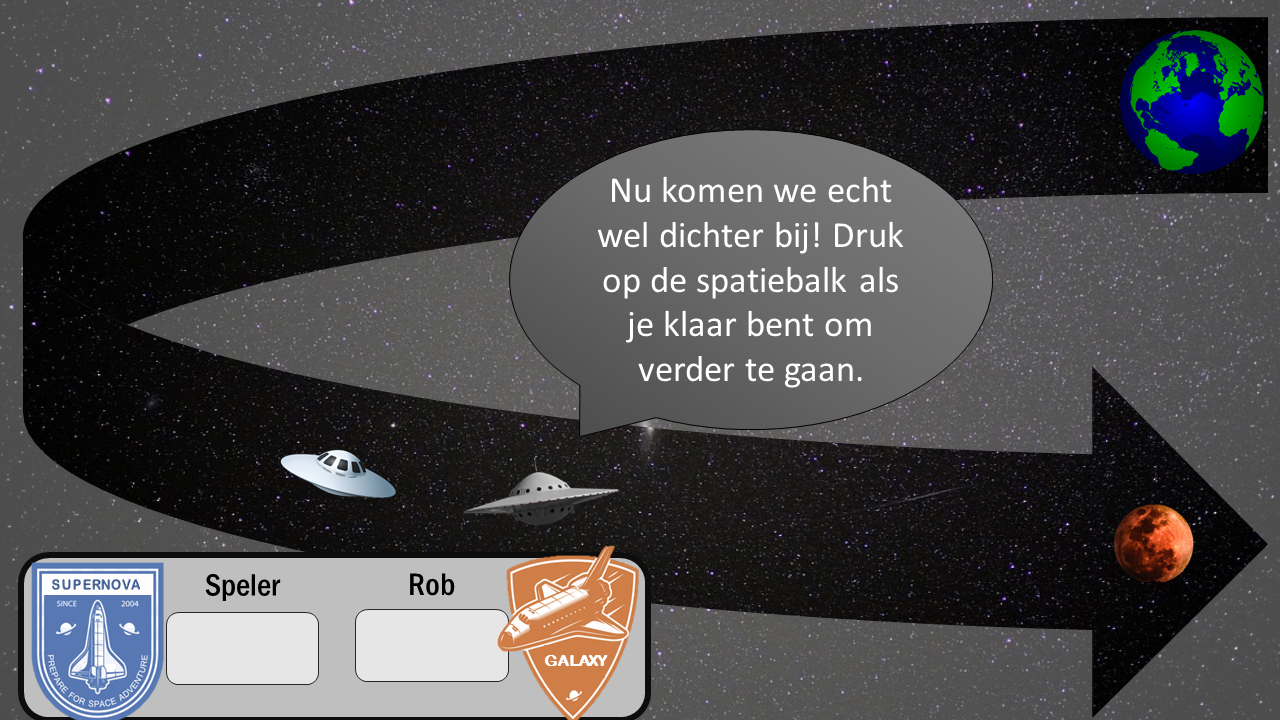 Nu komen we echt
wel dichter bij! Druk
op de spatiebalk als
je klaar bent om
verder te gaan.
Speler
Rob
SUPERNOVA
SINCE 2004
PREPARE FOR SPACE ADVENTURE
GALAXY